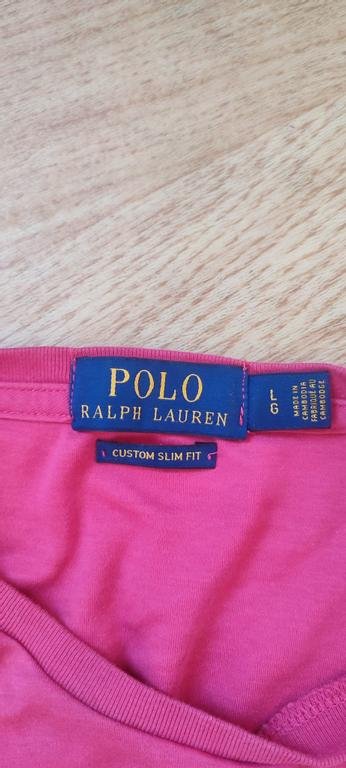 POLO
RALPH LAUREN
CUSTOM SLIM FIT
L
G
MADE IN
CAMBODIA
FABRIQUÉ AU
CAMBODGE